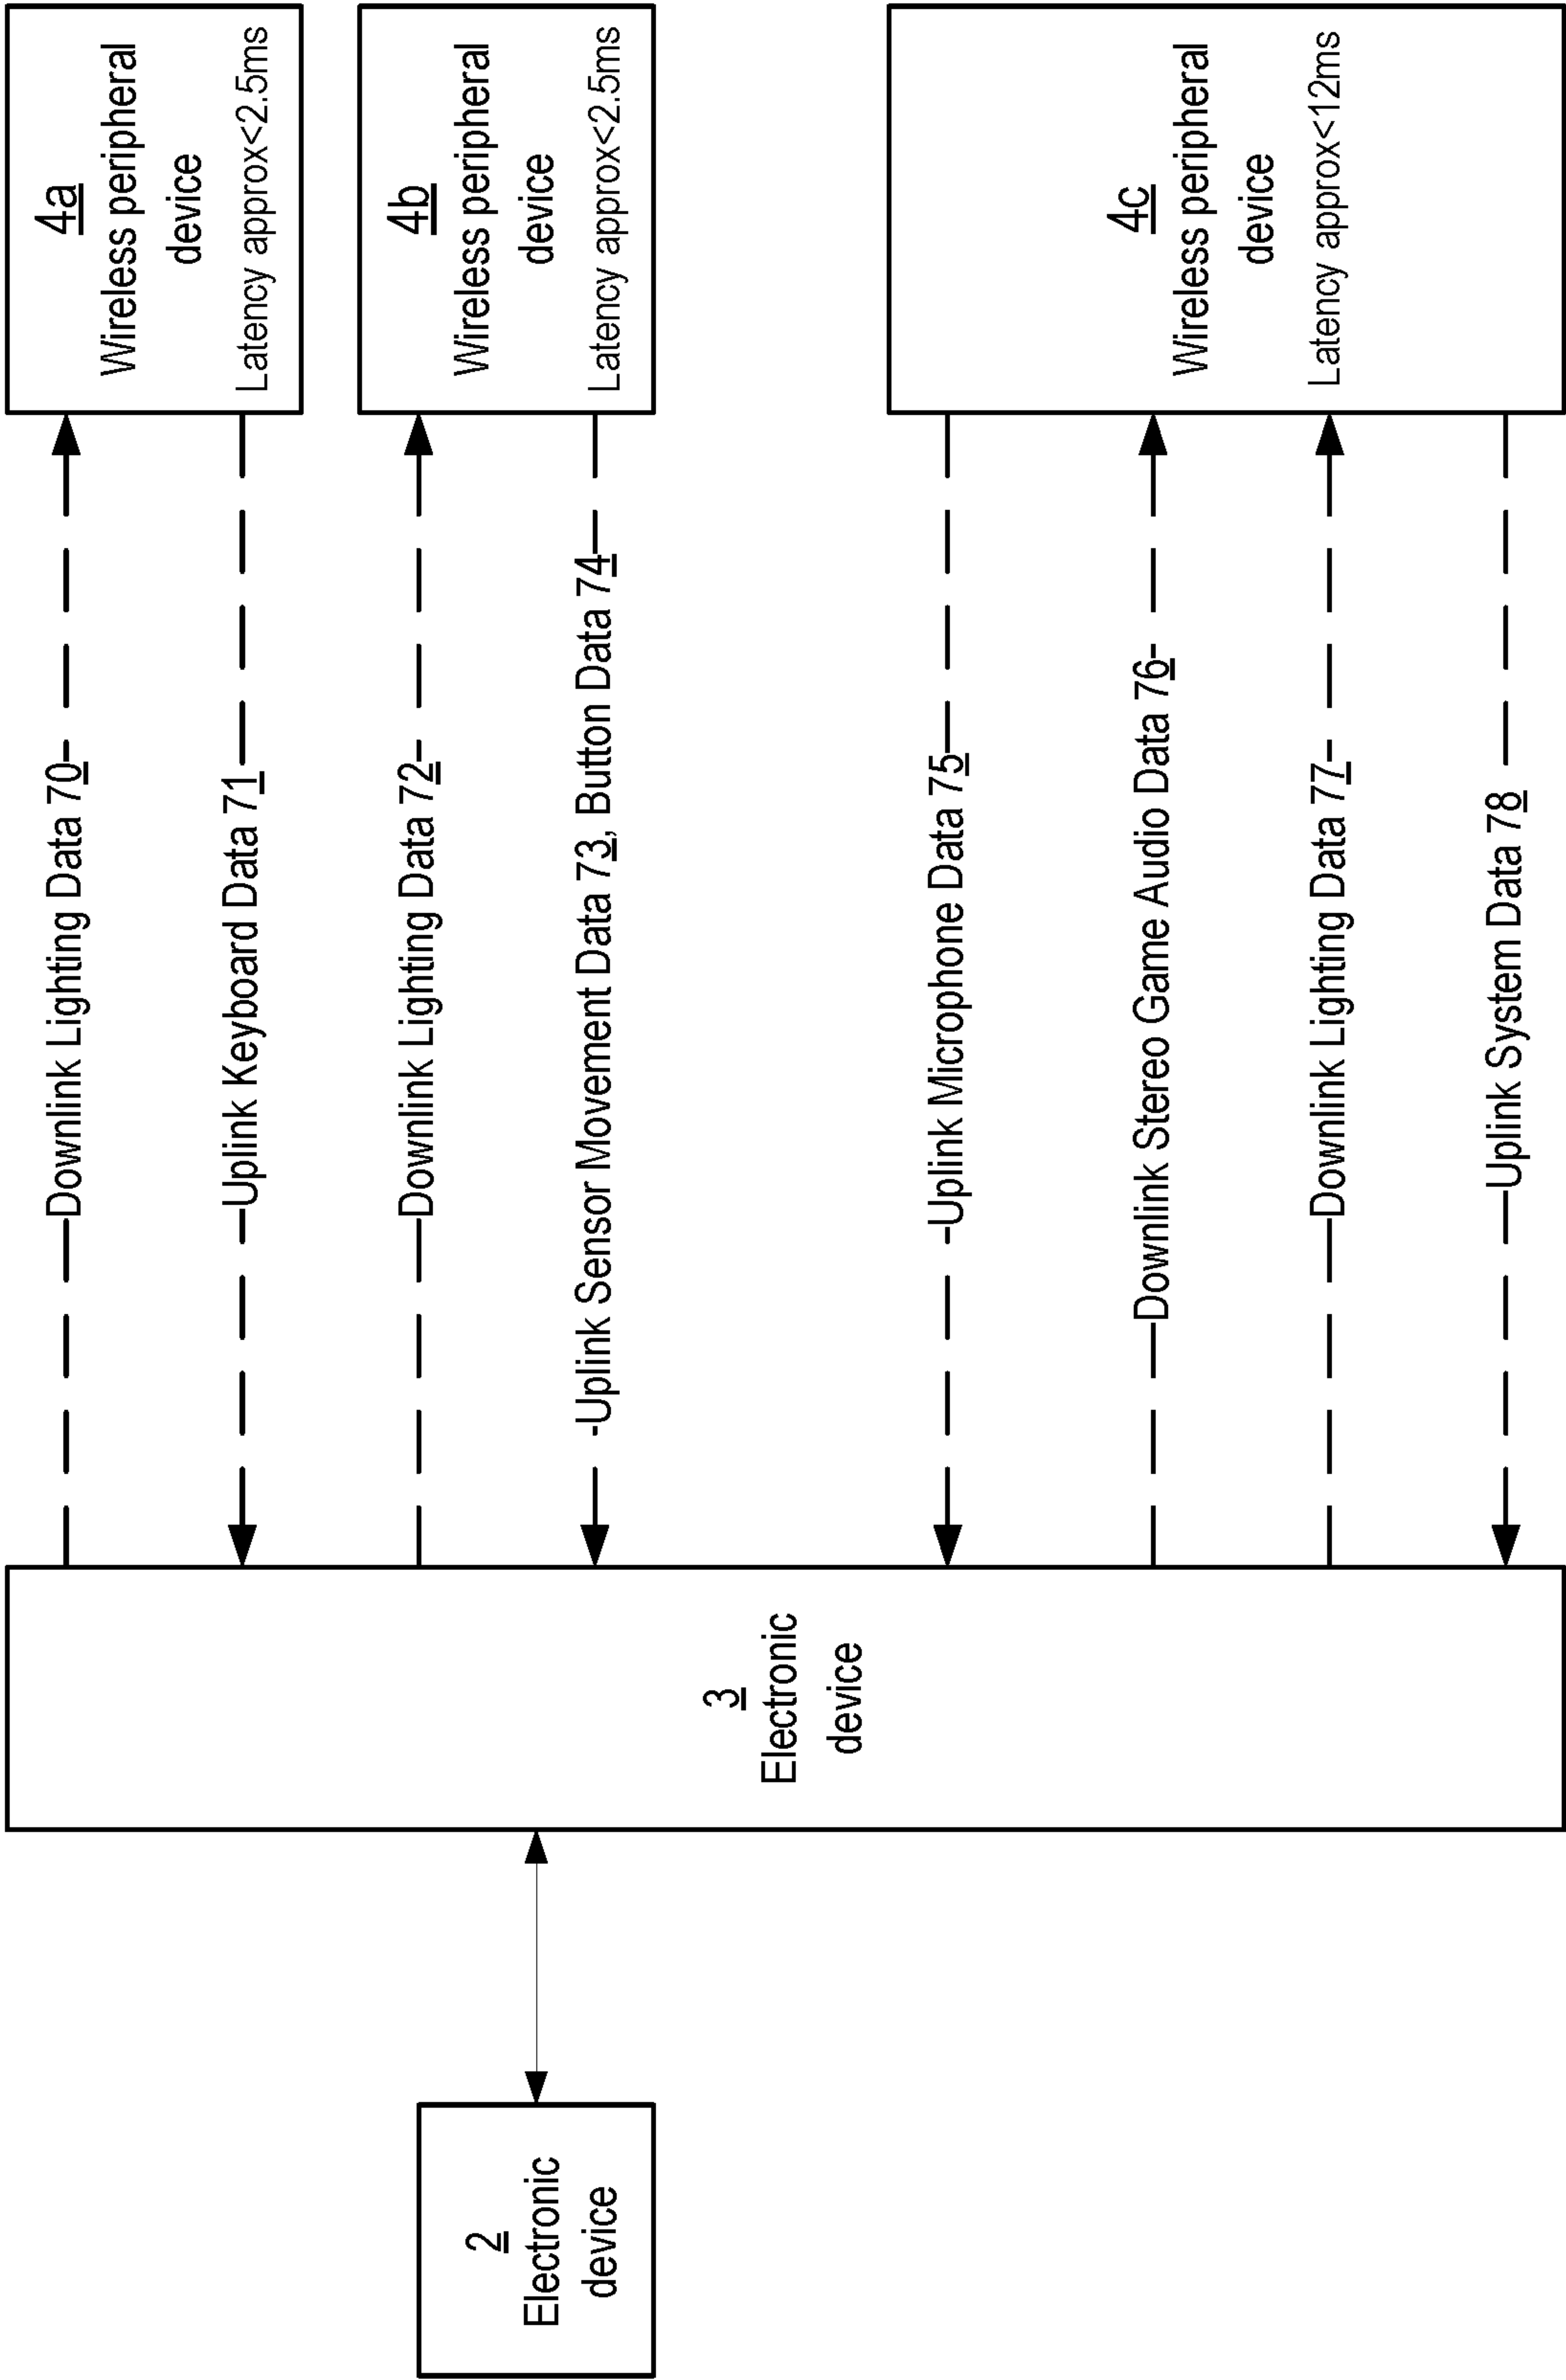 2
Electronic
device
3
Electronic
device
Downlink Lighting Data 70
Uplink Keyboard Data 71
Downlink Lighting Data 72
Uplink Sensor Movement Data 73, Button Data 74
Uplink Microphone Data 75
Downlink Stereo Game Audio Data 76
Downlink Lighting Data 77
Uplink System Data 78
4a
Wireless peripheral
device
Latency approx<2.5ms
4b
Wireless peripheral
device
Latency approx<2.5ms
4c
Wireless peripheral
device
Latency approx<12ms